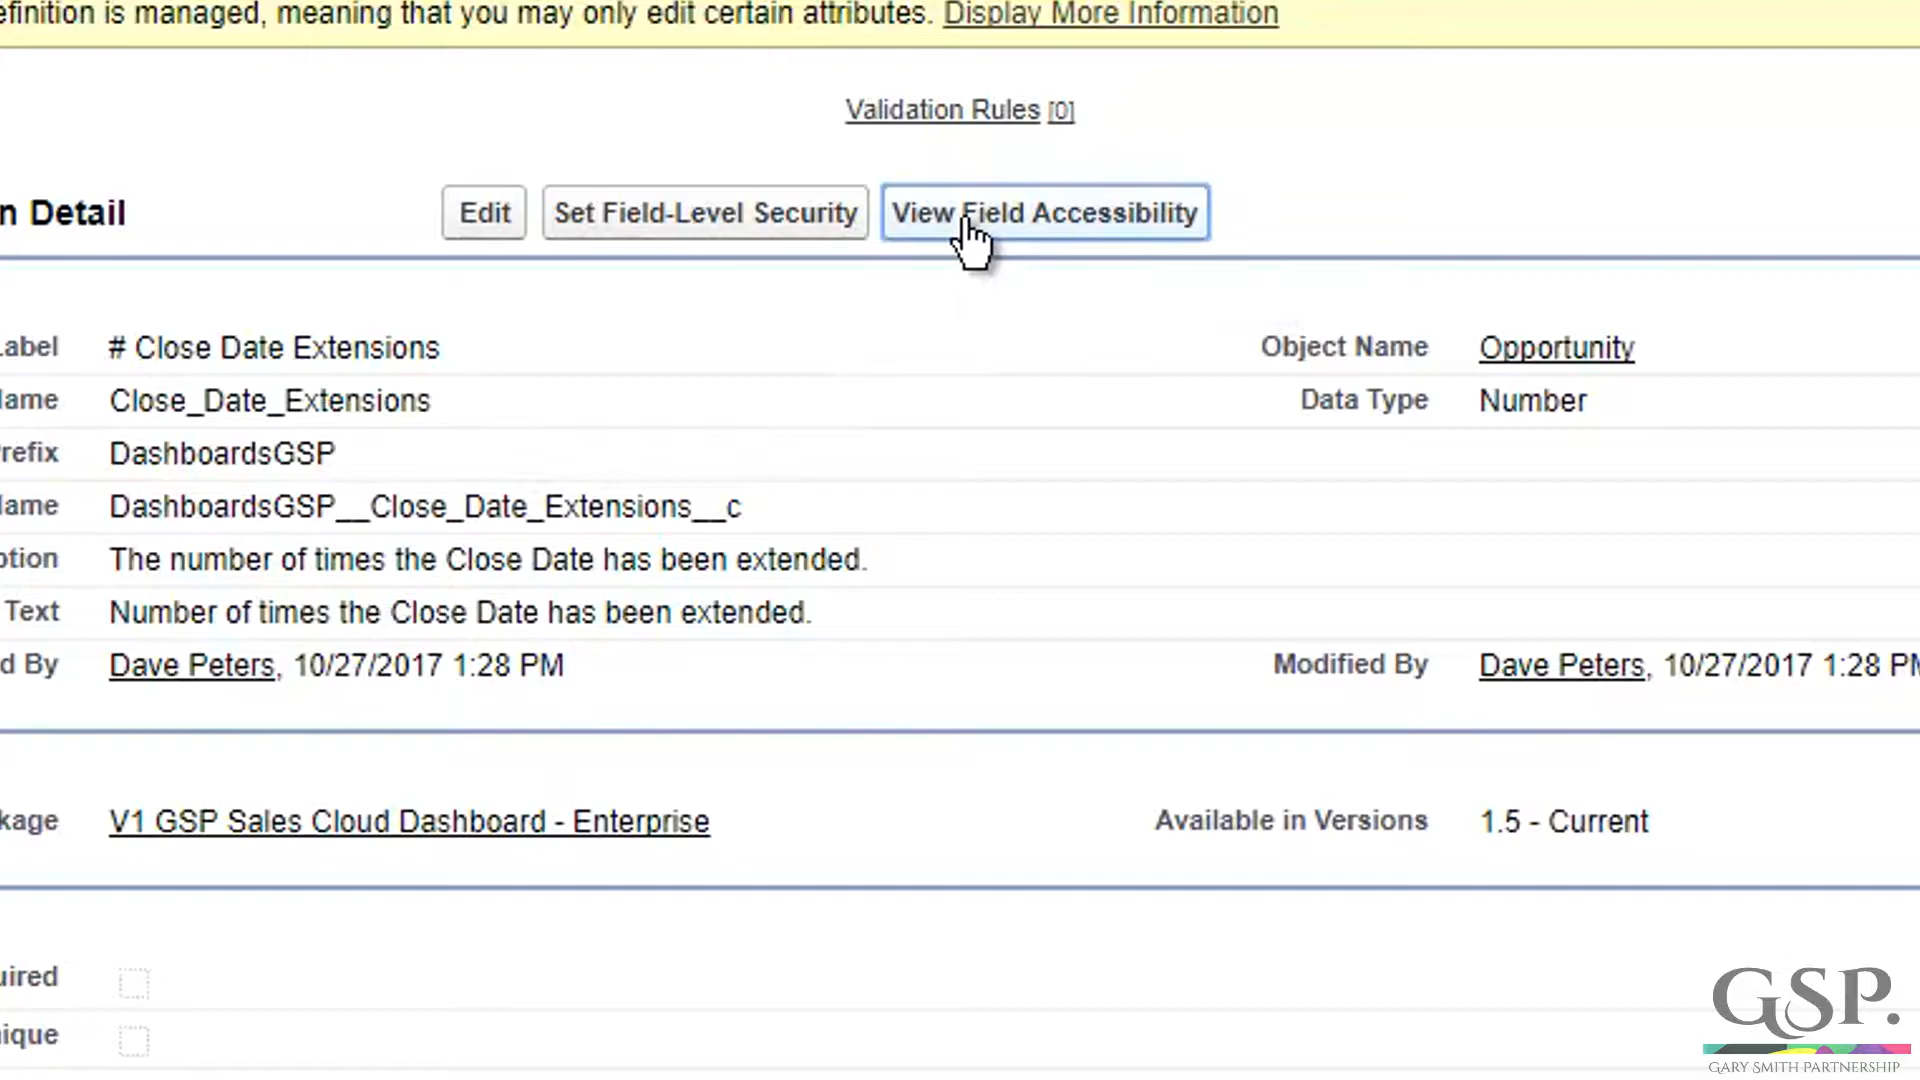 efinition is managed, meaning that you may only edit certain attributes. Display More Information
Validation Rules [0]
n Detail Edit Set Field-Level Security View Field Accessibility
Label # Close Date Extensions Object Name Opportunity
lame Close_Date_Extensions Data Type Number
refix DashboardsGSP
lame DashboardsGSP__Close_Date_Extensions__c
ption The number of times the Close Date has been extended.
Text Number of times the Close Date has been extended.
d By Dave Peters, 10/27/2017 1:28 PM Modified By Dave Peters, 10/27/2017 1:28 PM
kage V1 GSP Sales Cloud Dashboard - Enterprise Available in Versions 1.5 - Current
uired
ique
GSP.
GARY SMITH PARTNERSHIP